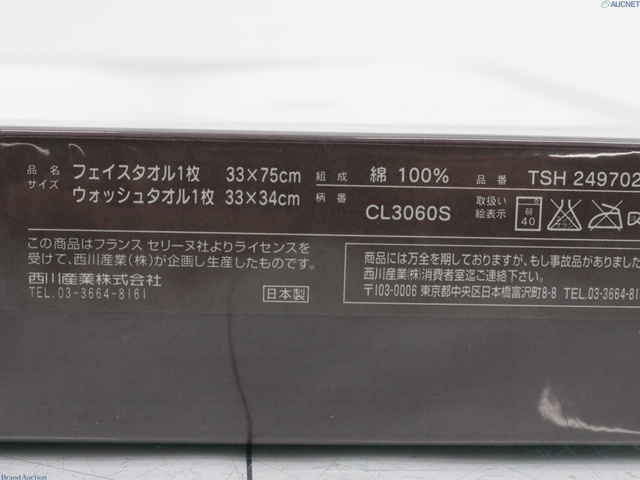 AUCNET
品名 フェイスタオル1枚 33×75cm 組成 綿 100% 品番 TSH 249702
サイズ ウォッシュタオル1枚 33×34cm 柄番 CL3060S 取扱い絵表示 弱 40
この商品はフランス セリーヌ社よりライセンスを
受けて、西川産業(株)が企画し生産したものです。
西川産業株式会社
TEL.03-3664-8161 日本製
商品には万全を期しておりますが、もし事故品がありました
西川産業(株)消費者室迄ご連絡下さい。
〒103-0006 東京都中央区日本橋富沢町8-8 TEL.03-3664-81
Brand Auction